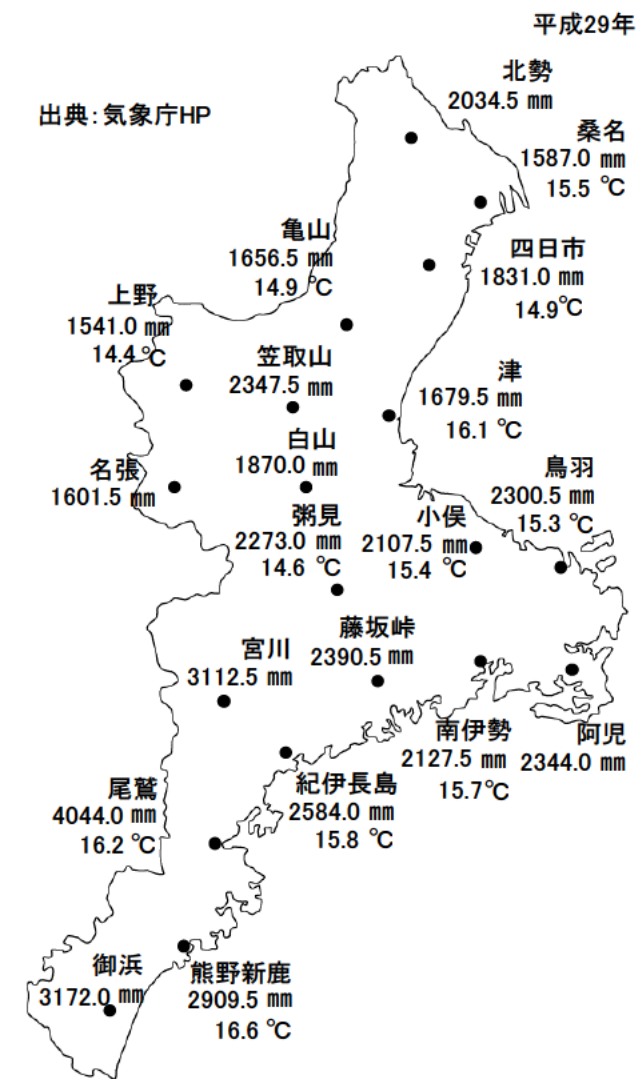 平成29年
出典:気象庁HP
北勢
2034.5 ㎜
桑名
1587.0 ㎜
15.5 ℃
亀山
1656.5 ㎜
14.9 ℃
四日市
1831.0 ㎜
14.9℃
上野
1541.0 ㎜
14.4 ℃
笠取山
2347.5 ㎜
津
1679.5 ㎜
16.1 ℃
白山
1870.0 ㎜
名張
1601.5 ㎜
鳥羽
2300.5 ㎜
15.3 ℃
粥見
2273.0 ㎜
14.6 ℃
小俣
2107.5 ㎜
15.4 ℃
藤坂峠
2390.5 ㎜
宮川
3112.5 ㎜
南伊勢
2127.5 ㎜
15.7℃
阿児
2344.0 ㎜
尾鷲
4044.0 ㎜
16.2 ℃
紀伊長島
2584.0 ㎜
15.8 ℃
御浜
3172.0 ㎜
熊野新鹿
2909.5 ㎜
16.6 ℃